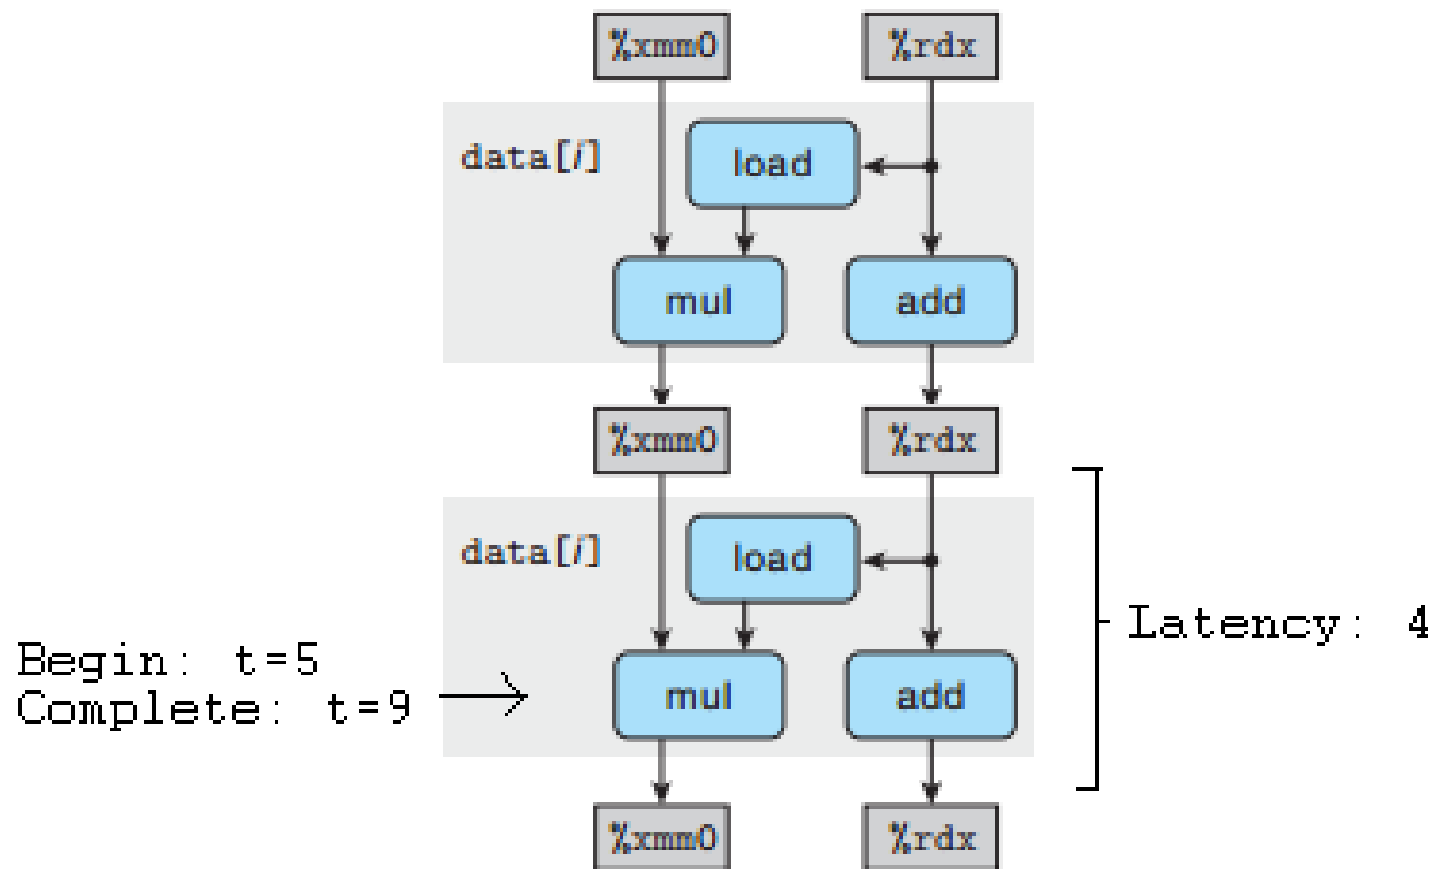 %xmm0 %rdx
data[i] load
mul add
%xmm0 %rdx
data[i] load
Latency: 4
Begin: t=5
Complete: t=9
mul add
%xmm0 %rdx